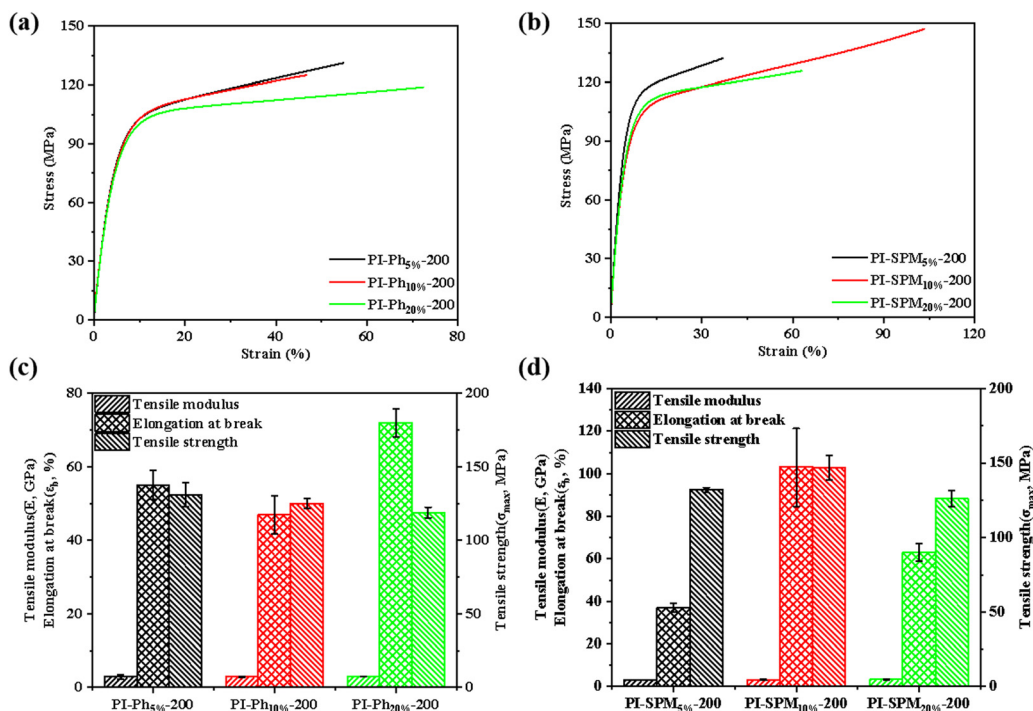 (a)
150
120
90
60
30
0
Stress (MPa)
PI-Ph5%-200
PI-Ph10%-200
PI-Ph20%-200
0 20 40 60 80
Strain (%)
(b)
150
120
90
60
30
0
Stress (MPa)
PI-SPM5%-200
PI-SPM10%-200
PI-SPM20%-200
0 30 60 90 120
Strain (%)
(c)
80
60
40
20
0
Tensile modulus(E, GPa)
Elongation at break(εb, %)
Tensile modulus
Elongation at break
Tensile strength
200
150
100
50
0
Tensile strength(σmax, MPa)
PI-Ph5%-200 PI-Ph10%-200 PI-Ph20%-200
(d)
140
120
100
80
60
40
20
0
Tensile modulus(E, GPa)
Elongation at break(εb, %)
Tensile modulus
Elongation at break
Tensile strength
200
150
100
50
0
Tensile strength(σmax, MPa)
PI-SPM5%-200 PI-SPM10%-200 PI-SPM20%-200